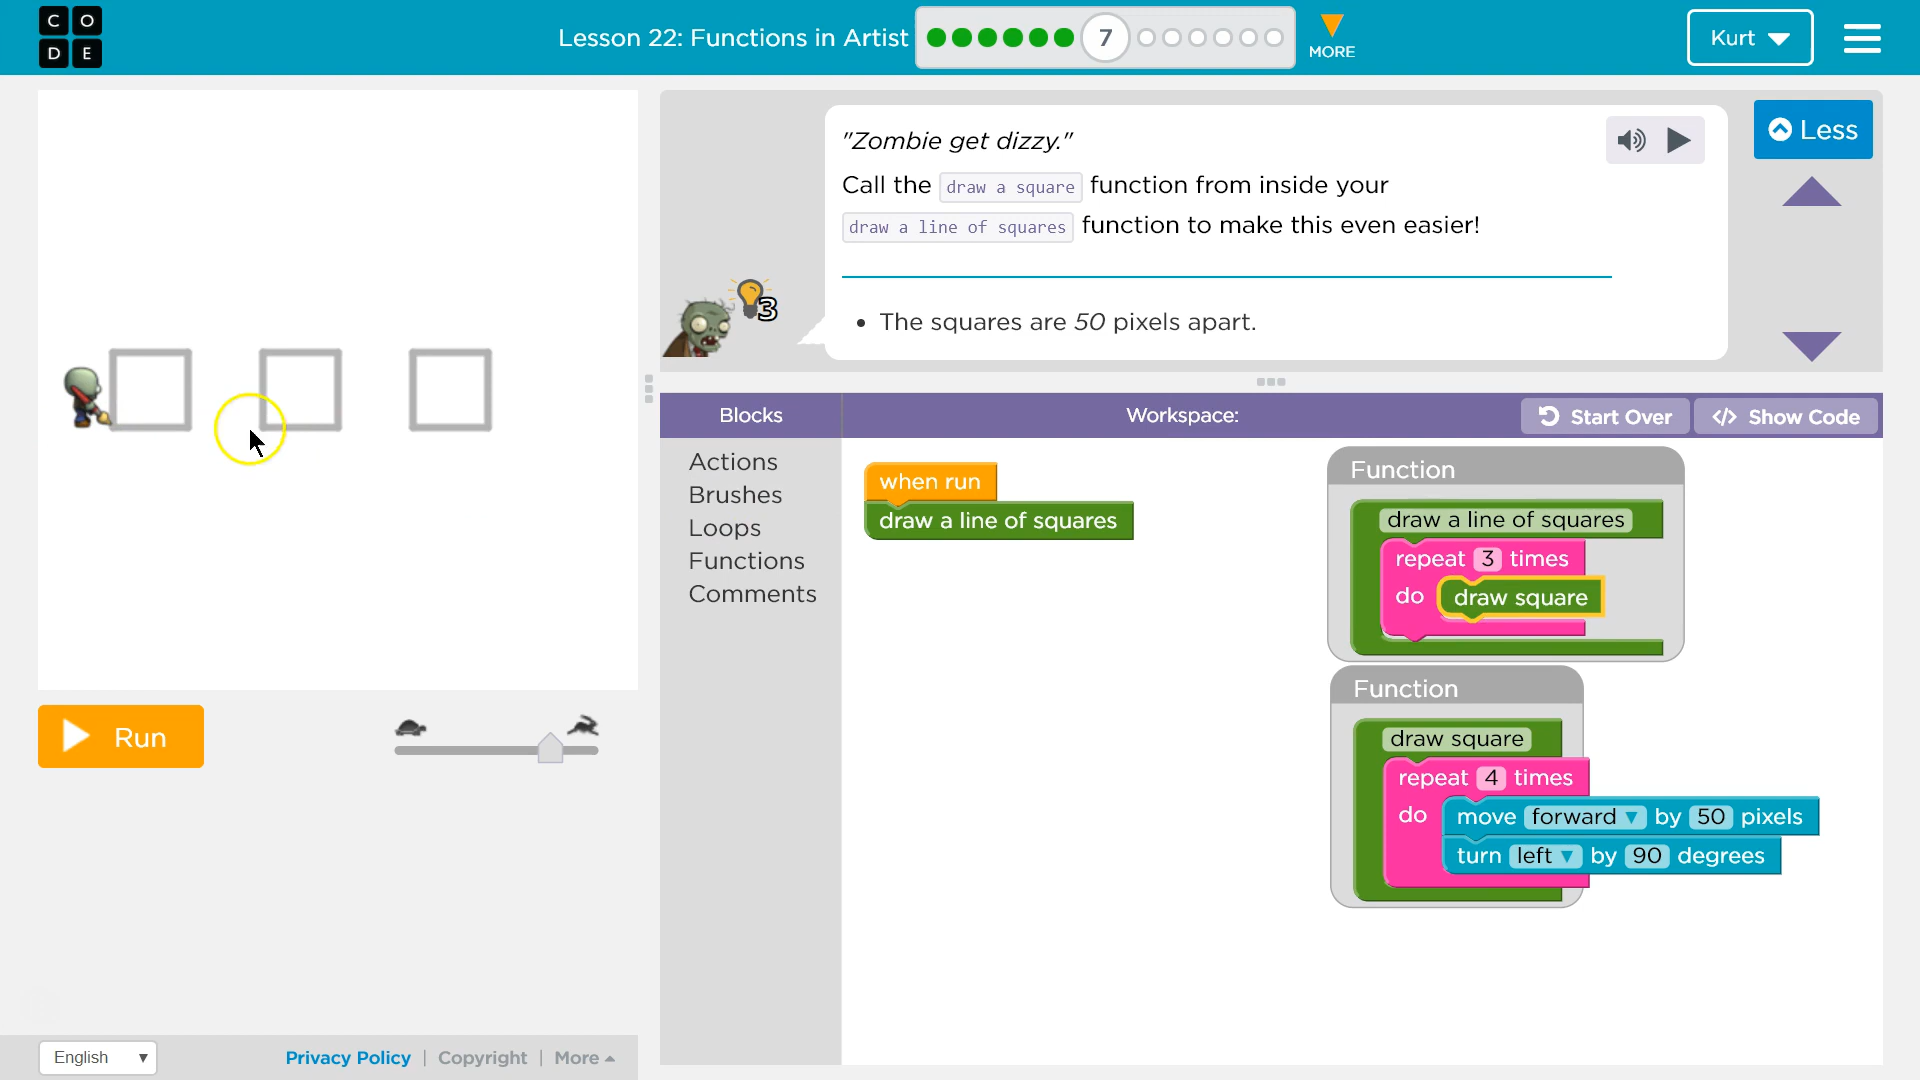 C O
D E
Lesson 22: Functions in Artist
7
MORE
Kurt
"Zombie get dizzy."
Call the draw a square function from inside your
draw a line of squares function to make this even easier!
The squares are 50 pixels apart.
3
Less
Blocks
Workspace:
Start Over
</> Show Code
Actions
Brushes
Loops
Functions
Comments
when run
draw a line of squares
Function
draw a line of squares
repeat 3 times
do draw square
Function
draw square
repeat 4 times
do move forward by 50 pixels
turn left by 90 degrees
Run
English
Privacy Policy | Copyright | More